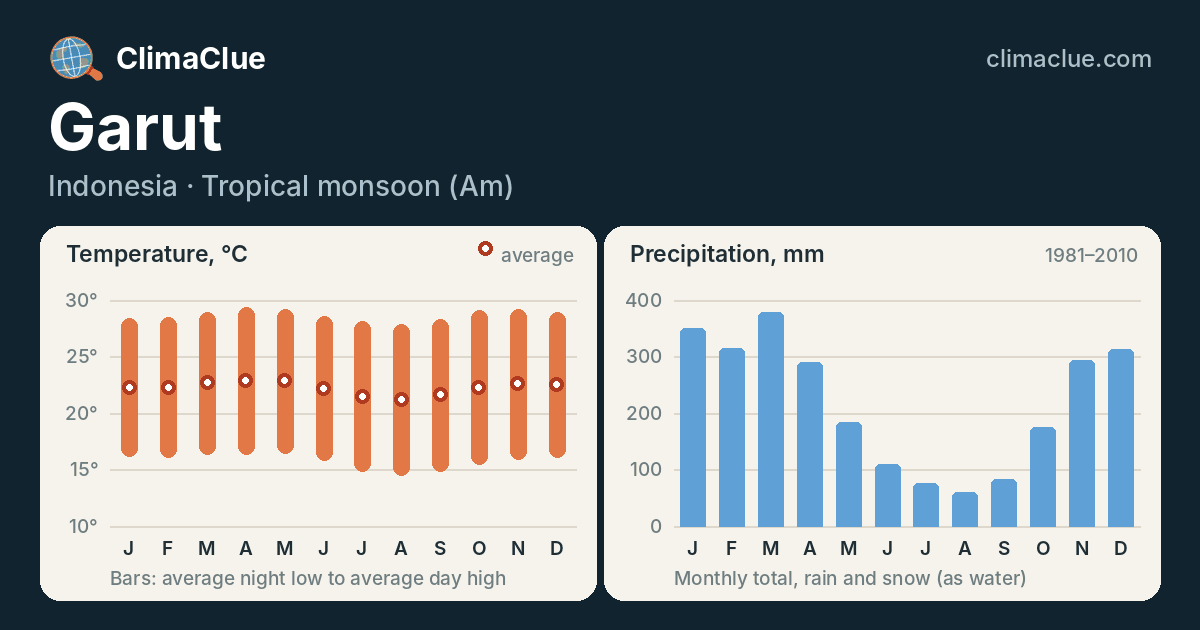 ClimaClue
climaclue.com
Garut
Indonesia · Tropical monsoon (Am)
Temperature, °C
average
30°
25°
20°
15°
10°
J F M A M J J A S O N D
Bars: average night low to average day high
Precipitation, mm
1981–2010
400
300
200
100
0
J F M A M J J A S O N D
Monthly total, rain and snow (as water)